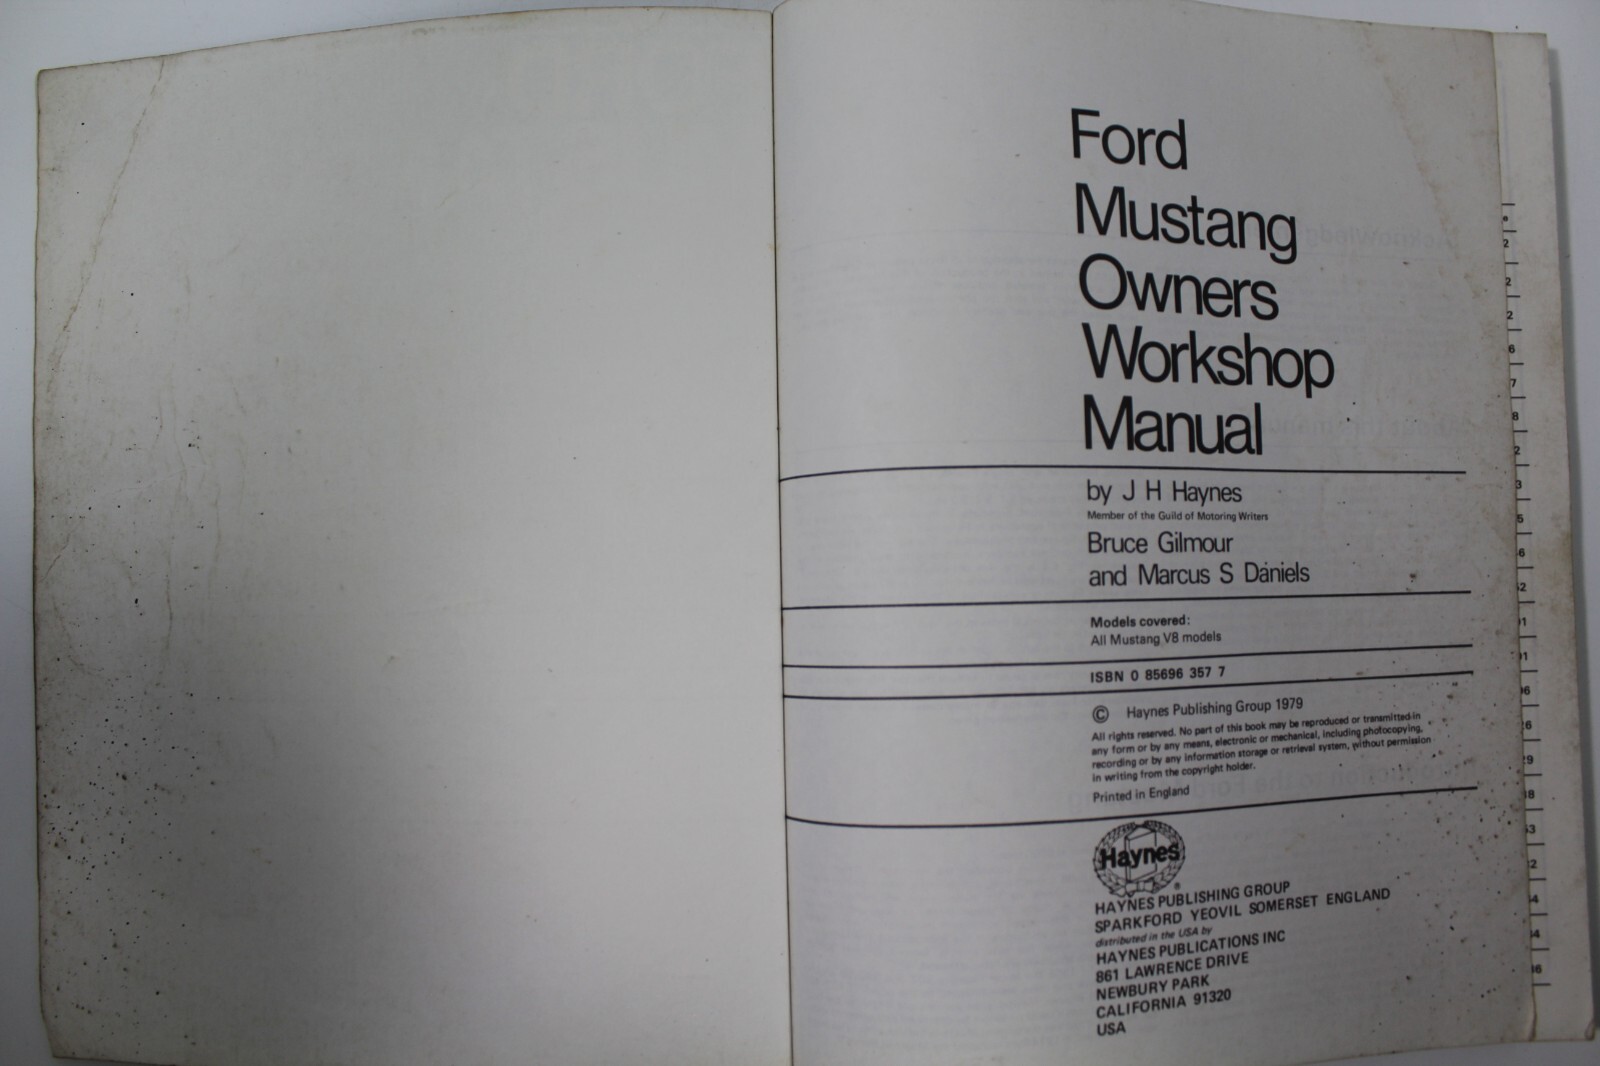 Ford
Mustang
Owners
Workshop
Manual
by J H Haynes
Member of the Guild of Motoring Writers
Bruce Gilmour
and Marcus S Daniels
Models covered:
All Mustang V8 models
ISBN 0 85696 357 7
© Haynes Publishing Group 1979
All rights reserved. No part of this book may be reproduced or transmitted in
any form or by any means, electronic or mechanical, including photocopying,
recording or by any information storage or retrieval system, without permission
in writing from the copyright holder.
Printed in England
Haynes
®
HAYNES PUBLISHING GROUP
SPARKFORD YEOVIL SOMERSET ENGLAND
distributed in the USA by
HAYNES PUBLICATIONS INC
861 LAWRENCE DRIVE
NEWBURY PARK
CALIFORNIA 91320
USA